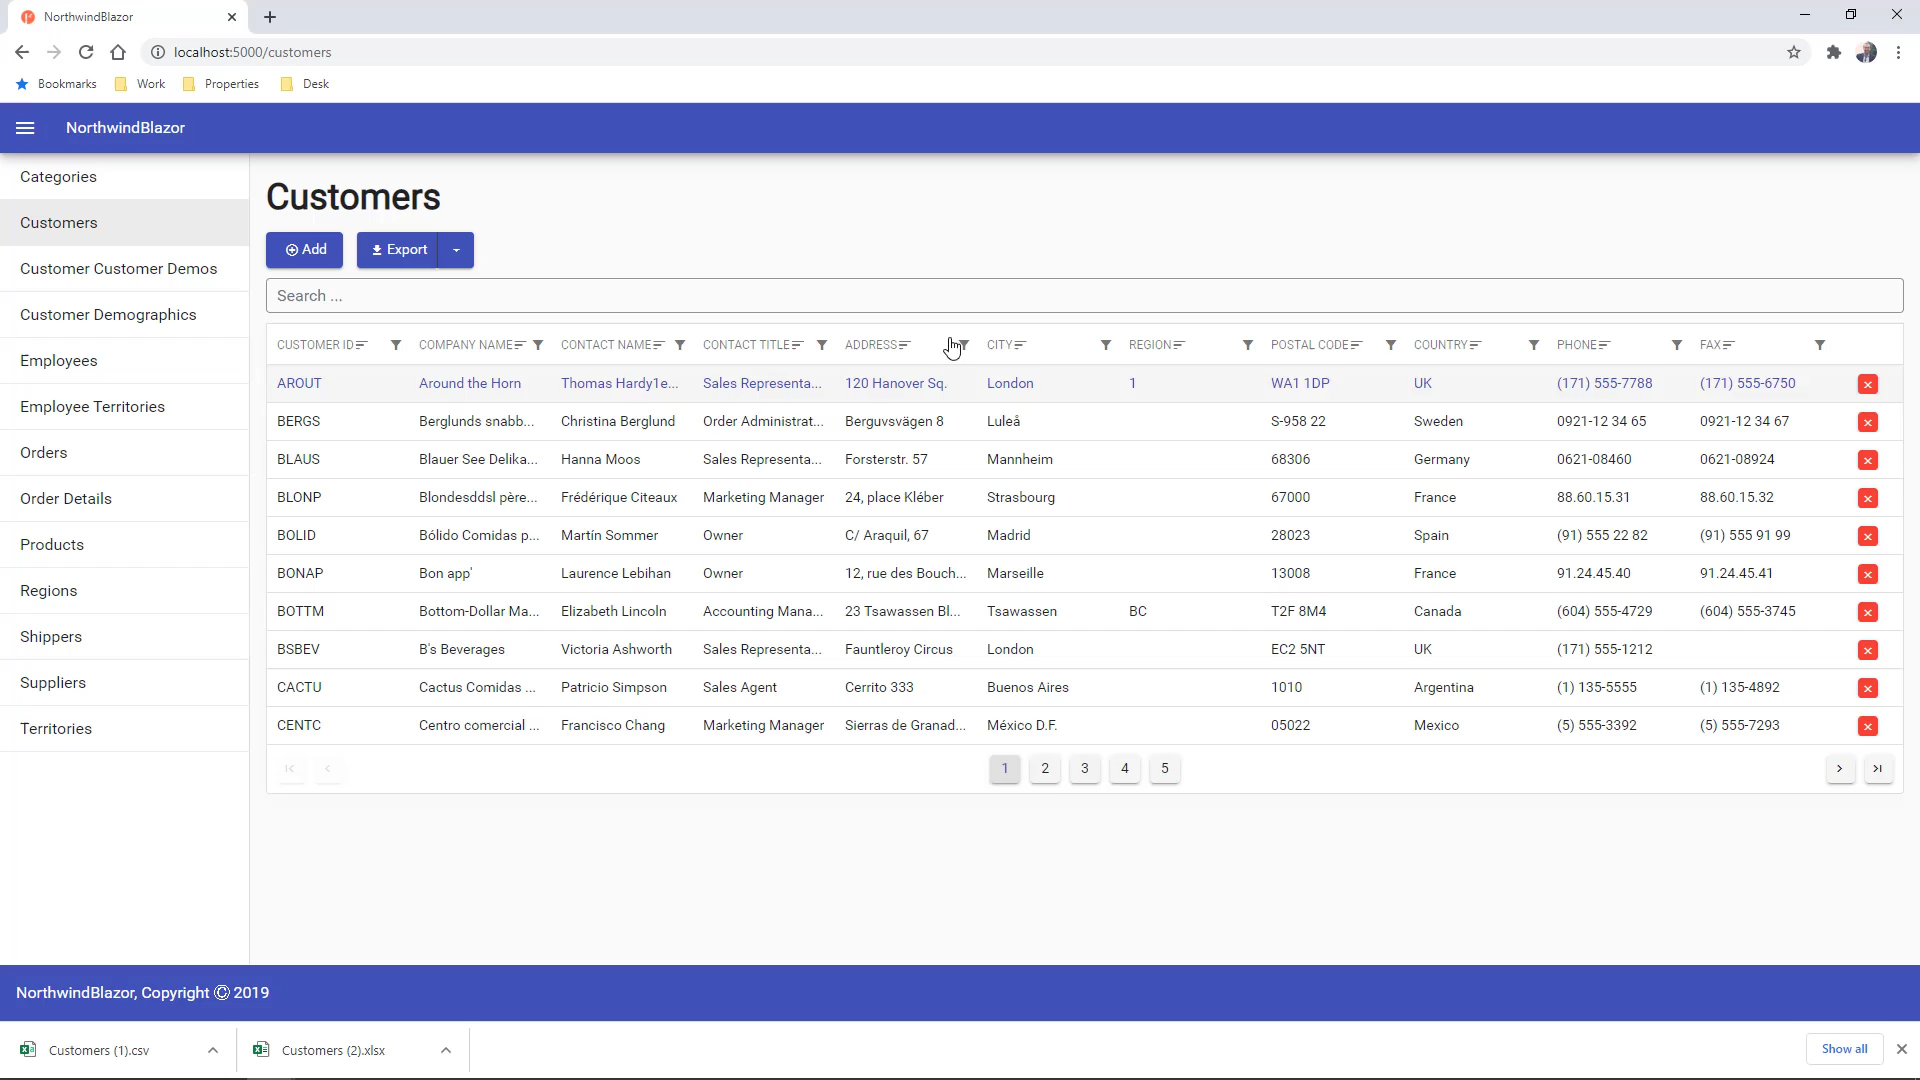 NorthwindBlazor
localhost:5000/customers
Bookmarks Work Properties Desk
NorthwindBlazor
Categories
Customers
Customer Customer Demos
Customer Demographics
Employees
Employee Territories
Orders
Order Details
Products
Regions
Shippers
Suppliers
Territories
Customers
Add Export
Search ...
CUSTOMER ID COMPANY NAME CONTACT NAME CONTACT TITLE ADDRESS CITY REGION POSTAL CODE COUNTRY PHONE FAX
AROUT Around the Horn Thomas Hardy1e... Sales Representa... 120 Hanover Sq. London 1 WA1 1DP UK (171) 555-7788 (171) 555-6750
BERGS Berglunds snabb... Christina Berglund Order Administrat... Berguvsvägen 8 Luleå S-958 22 Sweden 0921-12 34 65 0921-12 34 67
BLAUS Blauer See Delika... Hanna Moos Sales Representa... Forsterstr. 57 Mannheim 68306 Germany 0621-08460 0621-08924
BLONP Blondesddsl père... Frédérique Citeaux Marketing Manager 24, place Kléber Strasbourg 67000 France 88.60.15.31 88.60.15.32
BOLID Bólido Comidas p... Martín Sommer Owner C/ Araquil, 67 Madrid 28023 Spain (91) 555 22 82 (91) 555 91 99
BONAP Bon app' Laurence Lebihan Owner 12, rue des Bouch... Marseille 13008 France 91.24.45.40 91.24.45.41
BOTTM Bottom-Dollar Ma... Elizabeth Lincoln Accounting Mana... 23 Tsawassen Bl... Tsawassen BC T2F 8M4 Canada (604) 555-4729 (604) 555-3745
BSBEV B's Beverages Victoria Ashworth Sales Representa... Fauntleroy Circus London EC2 5NT UK (171) 555-1212
CACTU Cactus Comidas ... Patricio Simpson Sales Agent Cerrito 333 Buenos Aires 1010 Argentina (1) 135-5555 (1) 135-4892
CENTC Centro comercial ... Francisco Chang Marketing Manager Sierras de Granad... México D.F. 05022 Mexico (5) 555-3392 (5) 555-7293
1 2 3 4 5
NorthwindBlazor, Copyright © 2019
Customers (1).csv Customers (2).xlsx Show all